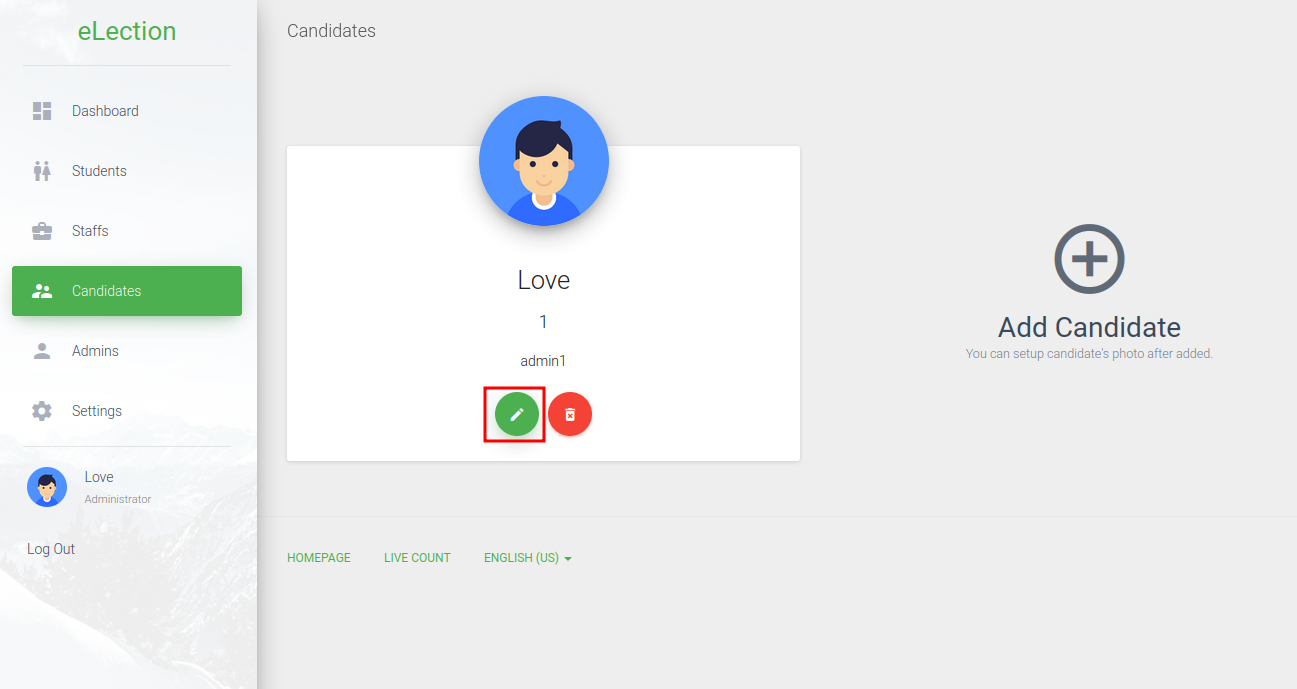 eLection
Dashboard
Students
Staffs
Candidates
Admins
Settings
Love
Administrator
Log Out
Candidates
Love
1
admin1
Add Candidate
You can setup candidate's photo after added.
HOMEPAGE
LIVE COUNT
ENGLISH (US)